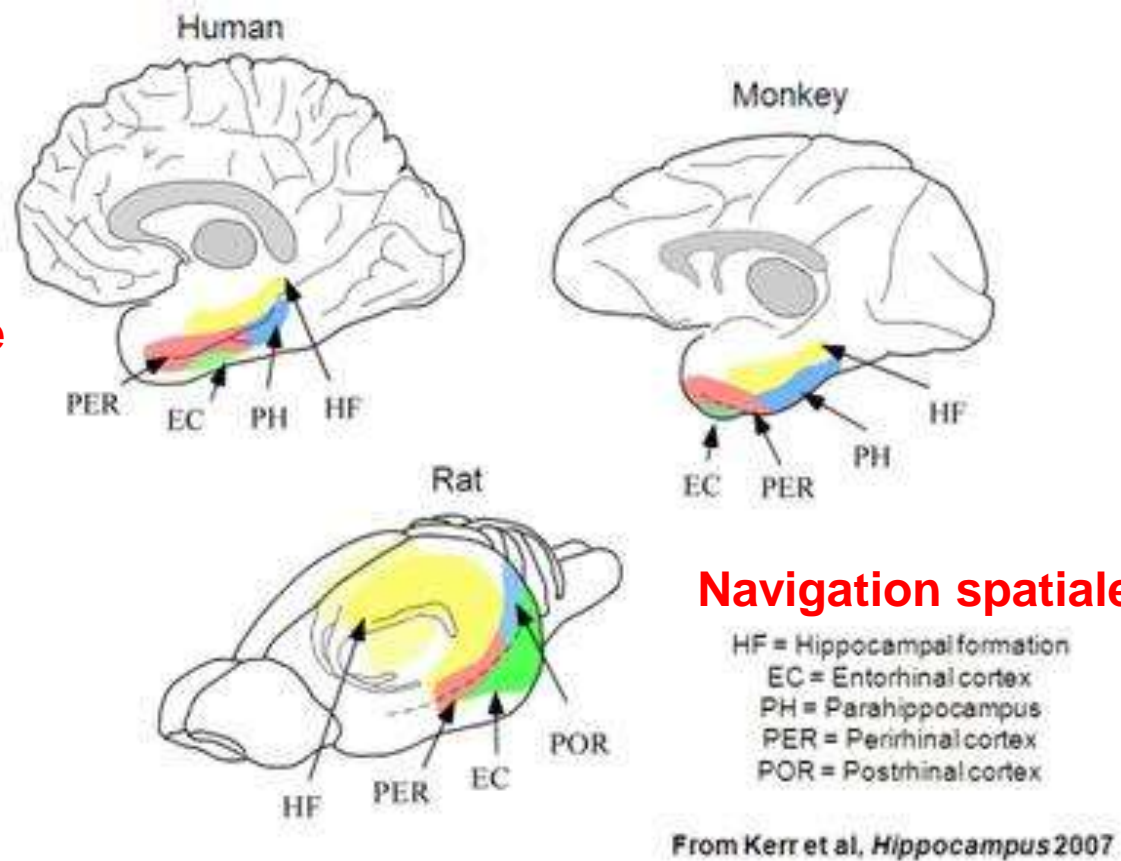 Human
Monkey
e
PER
EC
PH
HF
HF
PH
EC
PER
Rat
Navigation spatiale
HF = Hippocampal formation
EC = Entorhinal cortex
PH = Parahippocampus
PER = Perirhinal cortex
POR = Postrhinal cortex
POR
EC
PER
HF
From Kerr et al, Hippocampus 2007